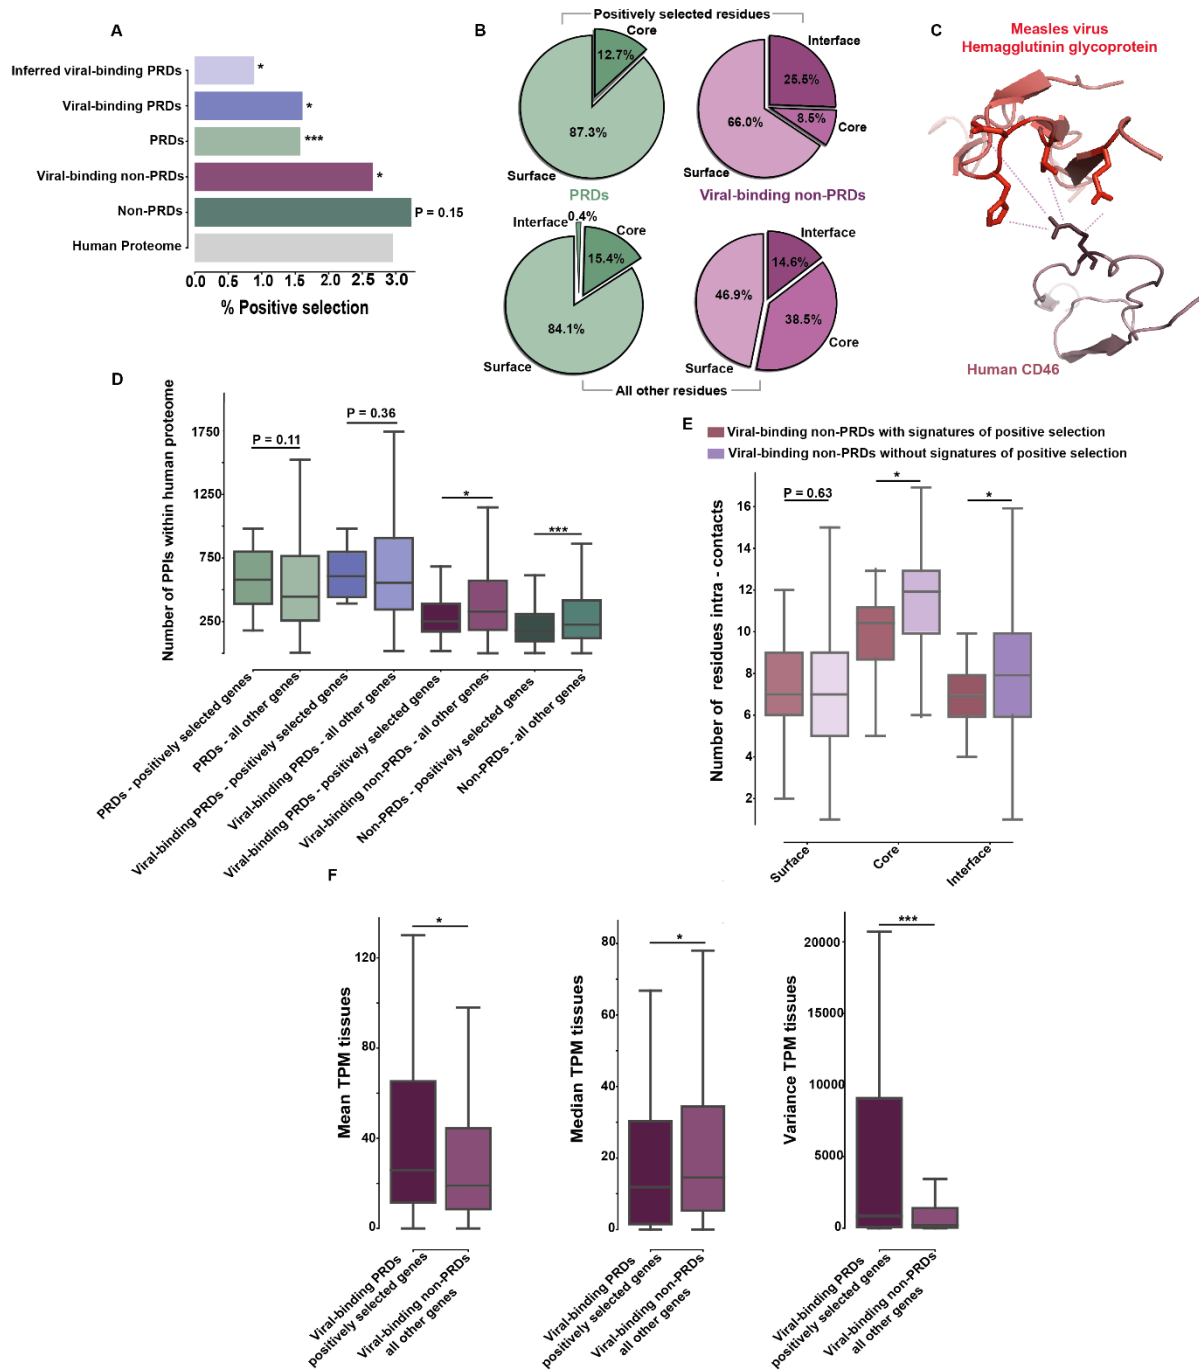 A
Inferred viral-binding PRDs
*
Viral-binding PRDs
*
PRDs
***
Viral-binding non-PRDs
*
Non-PRDs
P = 0.15
Human Proteome
0.0 0.5 1.0 1.5 2.0 2.5 3.0
% Positive selection
B
Positively selected residues
Core
12.7%
87.3%
Surface
PRDs
Interface
25.5%
8.5%
Core
66.0%
Surface
Viral-binding non-PRDs
0.4%
Interface
Core
15.4%
84.1%
Surface
Interface
14.6%
46.9%
38.5%
Core
Surface
All other residues
C
Measles virus
Hemagglutinin glycoprotein
Human CD46
D
Number of PPIs within human proteome
1750
1250
750
250
P = 0.11
P = 0.36
*
***
PRDs - positively selected genes
PRDs - all other genes
Viral-binding PRDs - positively selected genes
Viral-binding PRDs - all other genes
Viral-binding PRDs - positively selected genes
Viral-binding non-PRDs - all other genes
Non-PRDs - positively selected genes
Non-PRDs - all other genes
E
Viral-binding non-PRDs with signatures of positive selection
Viral-binding non-PRDs without signatures of positive selection
Number of residues intra - contacts
16
14
12
10
8
6
4
2
P = 0.63
*
*
Surface
Core
Interface
F
Mean TPM tissues
120
80
40
0
*
Viral-binding PRDs
positively selected genes
Viral-binding non-PRDs
all other genes
Median TPM tissues
80
60
40
20
0
*
Viral-binding PRDs
positively selected genes
Viral-binding non-PRDs
all other genes
Variance TPM tissues
20000
15000
10000
5000
0
***
Viral-binding PRDs
positively selected genes
Viral-binding non-PRDs
all other genes